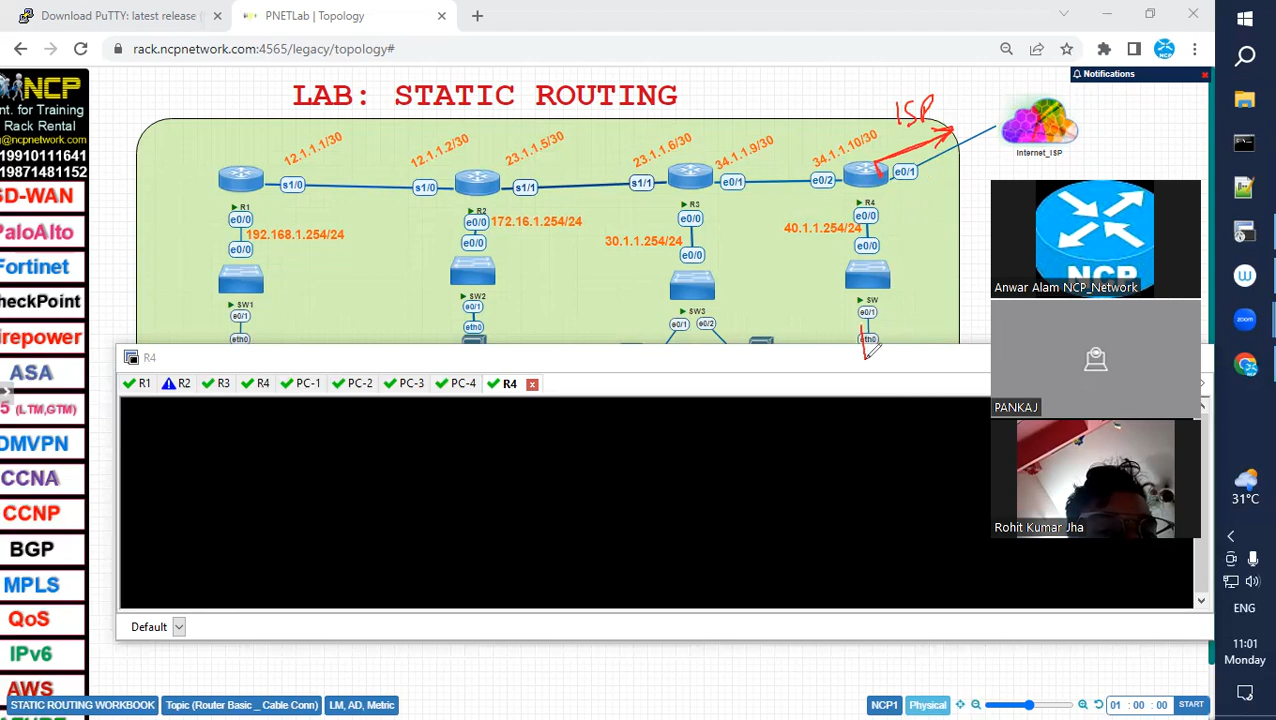 Download PuTTY: latest release (
PNETLab | Topology
rack.ncpnetwork.com:4565/legacy/topology#
NCP
nt. for Training
Rack Rental
@ncpnetwork.com
19910111641
19871481152
SD-WAN
PaloAlto
Fortinet
heckPoint
irepower
ASA
5 (LTM,GTM)
DMVPN
CCNA
CCNP
BGP
MPLS
QoS
IPv6
AWS
Notifications
LAB: STATIC ROUTING
ISP
Internet_ISP
12.1.1.1/30
12.1.1.2/30
23.1.1.5/30
23.1.1.6/30
34.1.1.9/30
34.1.1.10/30
s1/0
s1/0
s1/1
s1/1
e0/1
e0/2
e0/1
R1
R2
R3
R4
e0/0
e0/0
e0/0
e0/0
192.168.1.254/24
172.16.1.254/24
30.1.1.254/24
40.1.1.254/24
e0/0
e0/0
e0/0
e0/0
SW1
SW2
SW3
SW
e0/1
e0/1
e0/1
e0/2
e0/1
eth0
eth0
eth0
R4
R1
R2
R3
R4
PC-1
PC-2
PC-3
PC-4
R4
Default
Anwar Alam NCP_Network
NCP
PANKAJ
Rohit Kumar Jha
STATIC ROUTING WORKBOOK
Topic (Router Basic _ Cable Conn)
LM, AD, Metric
NCP1
Physical
01 : 00 : 00
START
31°C
ENG
11:01
Monday